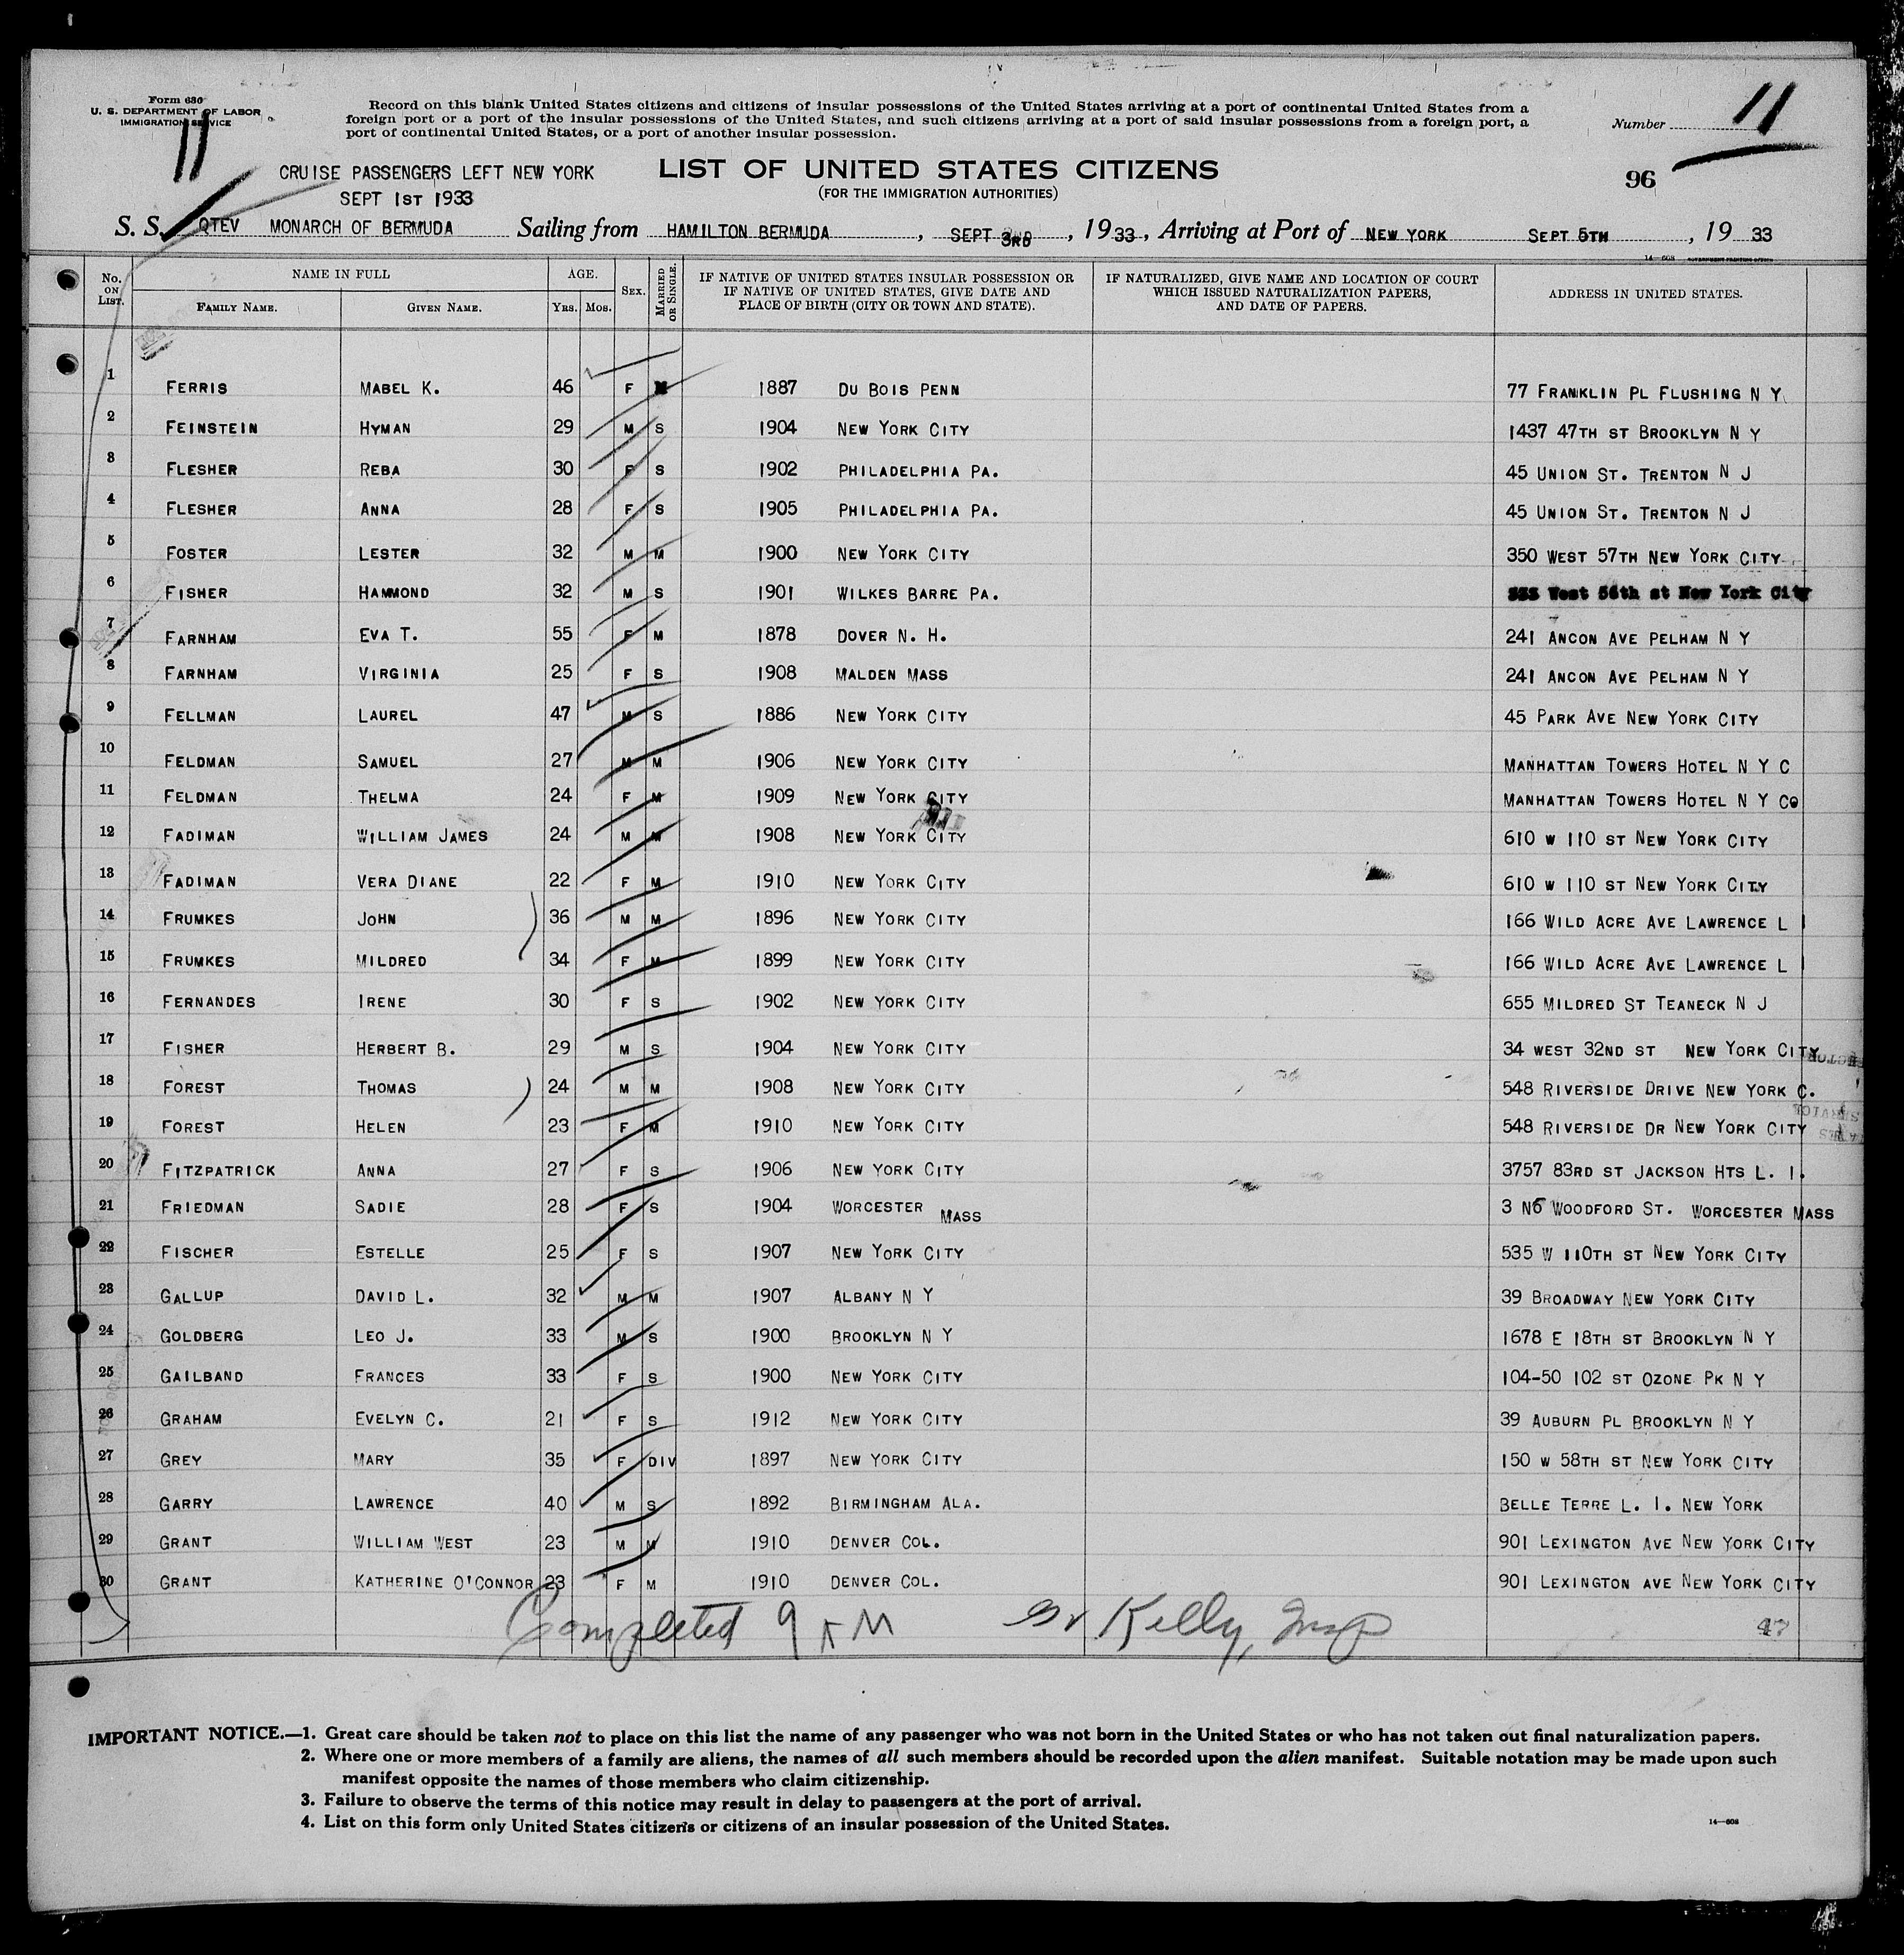 Form 630
U. S. DEPARTMENT OF LABOR
IMMIGRATION SERVICE
11
Record on this blank United States citizens and citizens of insular possessions of the United States arriving at a port of continental United States from a
foreign port or a port of the insular possessions of the United States, and such citizens arriving at a port of said insular possessions from a foreign port, a
port of continental United States, or a port of another insular possession.
Number 11
CRUISE PASSENGERS LEFT NEW YORK
SEPT 1ST 1933
LIST OF UNITED STATES CITIZENS
(FOR THE IMMIGRATION AUTHORITIES)
96
S. S. QTEV MONARCH OF BERMUDA Sailing from HAMILTON BERMUDA, SEPT 3RD, 1933, Arriving at Port of NEW YORK SEPT 5TH, 19 33
14—608 GOVERNMENT PRINTING OFFICE
No. ON LIST. NAME IN FULL FAMILY NAME. GIVEN NAME. AGE. YRS. MOS. SEX. MARRIED OR SINGLE. IF NATIVE OF UNITED STATES INSULAR POSSESSION OR IF NATIVE OF UNITED STATES, GIVE DATE AND PLACE OF BIRTH (CITY OR TOWN AND STATE). IF NATURALIZED, GIVE NAME AND LOCATION OF COURT WHICH ISSUED NATURALIZATION PAPERS, AND DATE OF PAPERS. ADDRESS IN UNITED STATES.
1 FERRIS MABEL K. 46 F 1887 DU BOIS PENN 77 FRANKLIN PL FLUSHING N Y
2 FEINSTEIN HYMAN 29 M S 1904 NEW YORK CITY 1437 47TH ST BROOKLYN N Y
3 FLESHER REBA 30 F S 1902 PHILADELPHIA PA. 45 UNION ST. TRENTON N J
4 FLESHER ANNA 28 F S 1905 PHILADELPHIA PA. 45 UNION ST. TRENTON N J
5 FOSTER LESTER 32 M M 1900 NEW YORK CITY 350 WEST 57TH NEW YORK CITY
6 FISHER HAMMOND 32 M S 1901 WILKES BARRE PA. West 56th st New York City
7 FARNHAM EVA T. 55 F M 1878 DOVER N. H. 241 ANCON AVE PELHAM N Y
8 FARNHAM VIRGINIA 25 F S 1908 MALDEN MASS 241 ANCON AVE PELHAM N Y
9 FELLMAN LAUREL 47 M S 1886 NEW YORK CITY 45 PARK AVE NEW YORK CITY
10 FELDMAN SAMUEL 27 M M 1906 NEW YORK CITY MANHATTAN TOWERS HOTEL N Y C
11 FELDMAN THELMA 24 F M 1909 NEW YORK CITY MANHATTAN TOWERS HOTEL N Y CO
12 FADIMAN WILLIAM JAMES 24 M M 1908 NEW YORK CITY 610 W 110 ST NEW YORK CITY
13 FADIMAN VERA DIANE 22 F M 1910 NEW YORK CITY 610 W 110 ST NEW YORK CITY
14 FRUMKES JOHN 36 M M 1896 NEW YORK CITY 166 WILD ACRE AVE LAWRENCE L I
15 FRUMKES MILDRED 34 F M 1899 NEW YORK CITY 166 WILD ACRE AVE LAWRENCE L I
16 FERNANDES IRENE 30 F S 1902 NEW YORK CITY 655 MILDRED ST TEANECK N J
17 FISHER HERBERT B. 29 M S 1904 NEW YORK CITY 34 WEST 32ND ST NEW YORK CITY
18 FOREST THOMAS 24 M M 1908 NEW YORK CITY 548 RIVERSIDE DRIVE NEW YORK C.
19 FOREST HELEN 23 F M 1910 NEW YORK CITY 548 RIVERSIDE DR NEW YORK CITY
20 FITZPATRICK ANNA 27 F S 1906 NEW YORK CITY 3757 83RD ST JACKSON HTS L. I.
21 FRIEDMAN SADIE 28 F S 1904 WORCESTER MASS 3 NO WOODFORD ST. WORCESTER MASS
22 FISCHER ESTELLE 25 F S 1907 NEW YORK CITY 535 W 110TH ST NEW YORK CITY
23 GALLUP DAVID L. 32 M M 1907 ALBANY N Y 39 BROADWAY NEW YORK CITY
24 GOLDBERG LEO J. 33 M S 1900 BROOKLYN N Y 1678 E 18TH ST BROOKLYN N Y
25 GAILBAND FRANCES 33 F S 1900 NEW YORK CITY 104-50 102 ST OZONE PK N Y
26 GRAHAM EVELYN C. 21 F S 1912 NEW YORK CITY 39 AUBURN PL BROOKLYN N Y
27 GREY MARY 35 F DIV 1897 NEW YORK CITY 150 W 58TH ST NEW YORK CITY
28 GARRY LAWRENCE 40 M S 1892 BIRMINGHAM ALA. BELLE TERRE L. I. NEW YORK
29 GRANT WILLIAM WEST 23 M M 1910 DENVER COL. 901 LEXINGTON AVE NEW YORK CITY
30 GRANT KATHERINE O'CONNOR 23 F M 1910 DENVER COL. 901 LEXINGTON AVE NEW YORK CITY
Completed 9 AM Kelly, Insp
IMPORTANT NOTICE.—1. Great care should be taken not to place on this list the name of any passenger who was not born in the United States or who has not taken out final naturalization papers.
2. Where one or more members of a family are aliens, the names of all such members should be recorded upon the alien manifest. Suitable notation may be made upon such
manifest opposite the names of those members who claim citizenship.
3. Failure to observe the terms of this notice may result in delay to passengers at the port of arrival.
4. List on this form only United States citizens or citizens of an insular possession of the United States.
14—608